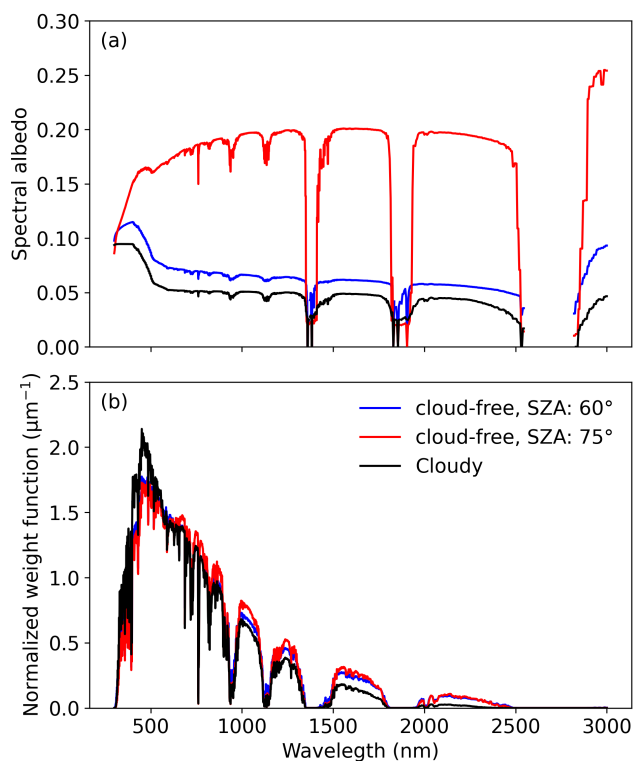 (a)
0.30
0.25
0.20
0.15
0.10
0.05
0.00
Spectral albedo
(b)
2.5
2.0
1.5
1.0
0.5
0.0
Normalized weight function (μm⁻¹)
cloud-free, SZA: 60°
cloud-free, SZA: 75°
Cloudy
500 1000 1500 2000 2500 3000
Wavelegth (nm)